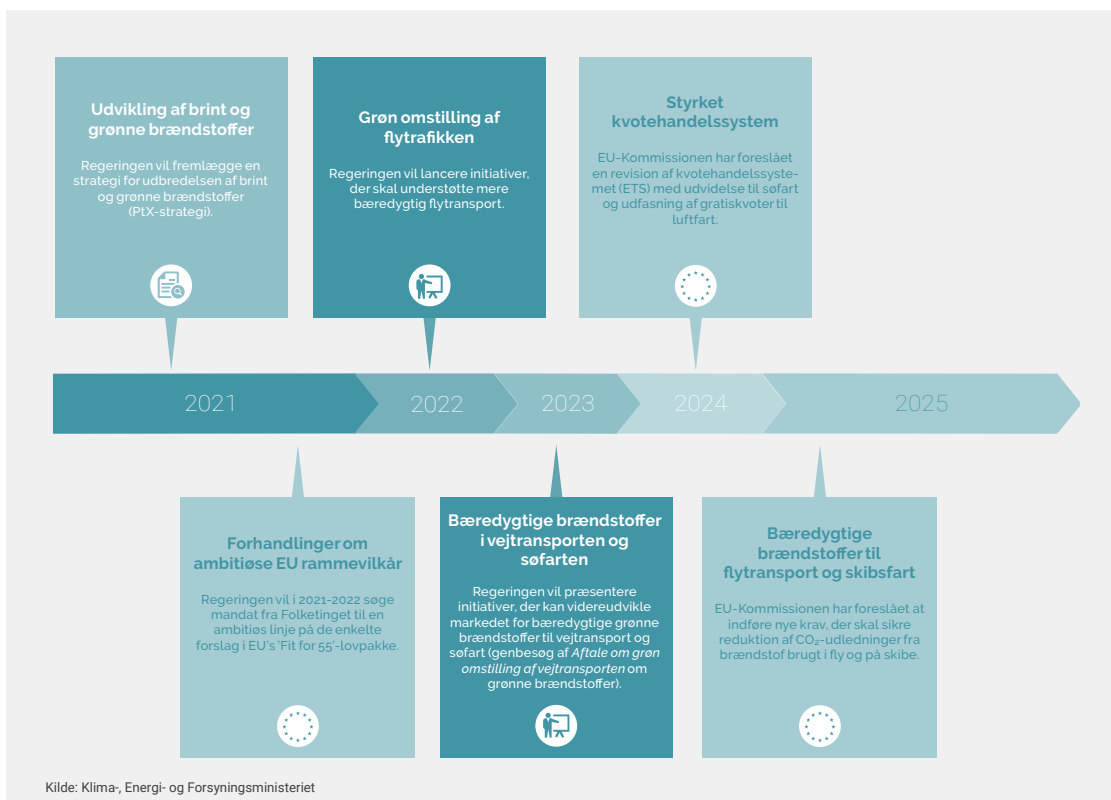 Udvikling af brint og
grønne brændstoffer
Regeringen vil fremlægge en
strategi for udbredelsen af brint
og grønne brændstoffer
(PtX-strategi).
Grøn omstilling af
flytrafikken
Regeringen vil lancere initiativer,
der skal understøtte mere
bæredygtig flytransport.
Styrket
kvotehandelssystem
EU-Kommissionen har foreslået
en revision af kvotehandelssyste-
met (ETS) med udvidelse til søfart
og udfasning af gratiskvoter til
luftfart.
2021
2022
2023
2024
2025
Forhandlinger om
ambitiøse EU rammevilkår
Regeringen vil i 2021-2022 søge
mandat fra Folketinget til en
ambitiøs linje på de enkelte
forslag i EU's 'Fit for 55'-lovpakke.
Bæredygtige brændstoffer
i vejtransporten og
søfarten
Regeringen vil præsentere
initiativer, der kan videreudvikle
markedet for bæredygtige grønne
brændstoffer til vejtransport og
søfart (genbesøg af Aftale om grøn
omstilling af vejtransporten om
grønne brændstoffer).
Bæredygtige
brændstoffer til
flytransport og skibsfart
EU-Kommissionen har foreslået at
indføre nye krav, der skal sikre
reduktion af CO₂-udledninger fra
brændstof brugt i fly og på skibe.
Kilde: Klima-, Energi- og Forsyningsministeriet